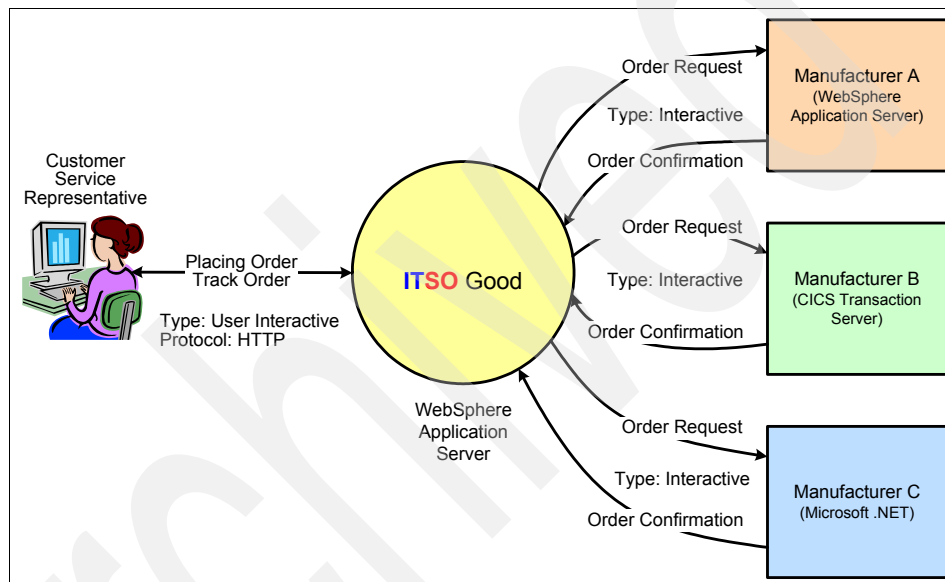 Customer
Service
Representative
Placing Order
Track Order
Type: User Interactive
Protocol: HTTP
ITSO Good
WebSphere
Application
Server
Order Request
Type: Interactive
Order Confirmation
Manufacturer A
(WebSphere
Application Server)
Order Request
Type: Interactive
Order Confirmation
Manufacturer B
(CICS Transaction
Server)
Order Request
Type: Interactive
Order Confirmation
Manufacturer C
(Microsoft .NET)